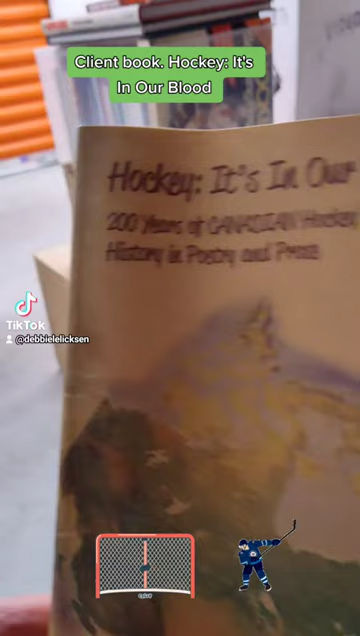 Client book. Hockey: It's
In Our Blood
Hockey: It's In Our
200 Years of CANADIAN Hockey
History in Poetry and Prose
TikTok
@debbielelicksen